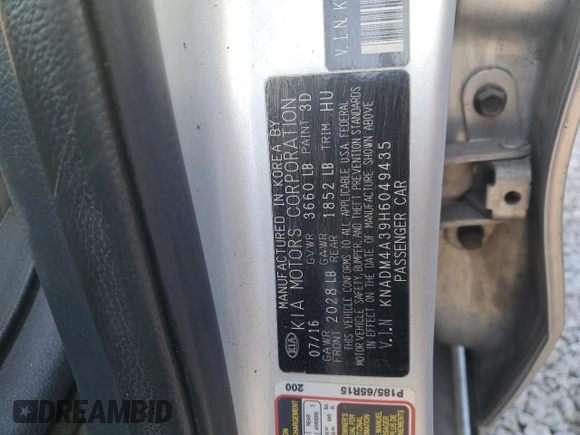 V.I.N K
KIA
MANUFACTURED IN KOREA BY
KIA MOTORS CORPORATION
07/16 GVWR 3660 LB PAINT 3D
GAWR 2028 LB GAWR REAR 1852 LB TRIM HU
THIS VEHICLE CONFORMS TO ALL APPLICABLE U.S.A. FEDERAL
MOTOR VEHICLE SAFETY, BUMPER, AND THEFT PREVENTION STANDARDS
IN EFFECT ON THE DATE OF MANUFACTURE SHOWN ABOVE
V.I.N KNADM4A39H6049435
PASSENGER CAR
P185/65R15
200
REAR
DREAMBID